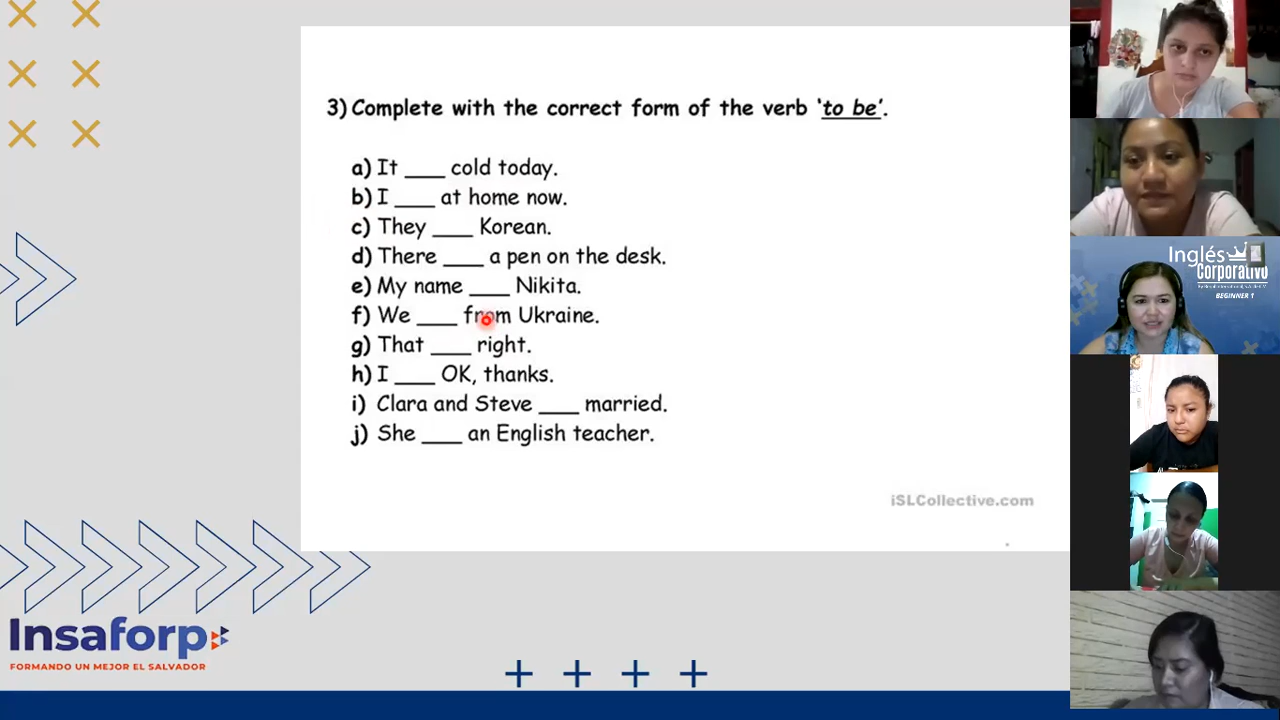 3) Complete with the correct form of the verb ‘to be’.
a) It ___ cold today.
b) I ___ at home now.
c) They ___ Korean.
d) There ___ a pen on the desk.
e) My name ___ Nikita.
f) We ___ from Ukraine.
g) That ___ right.
h) I ___ OK, thanks.
i) Clara and Steve ___ married.
j) She ___ an English teacher.
iSLCollective.com
Insaforp
FORMANDO UN MEJOR EL SALVADOR
Inglés
Corporativo
BEGINNER 1